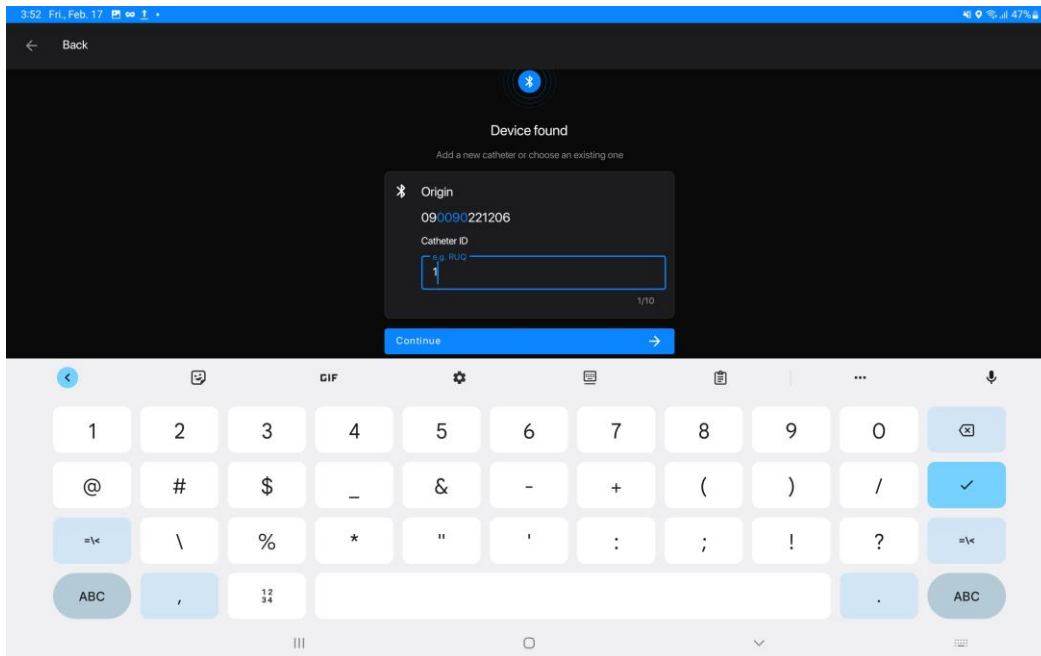 3:52 Fri., Feb. 17 47%
Back
Device found
Add a new catheter or choose an existing one
Origin
090090221206
Catheter ID
e.g. RUQ
1
1/10
Continue
GIF
1 2 3 4 5 6 7 8 9 0
@ # $ _ & - + ( ) /
=\< \ % * " ' : ; ! ? =\<
ABC , 12 . ABC
34